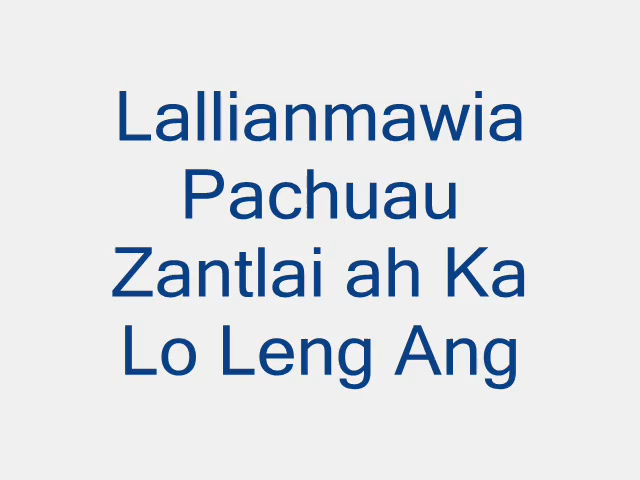 Lallianmawia
Pachuau
Zantlai ah Ka
Lo Leng Ang